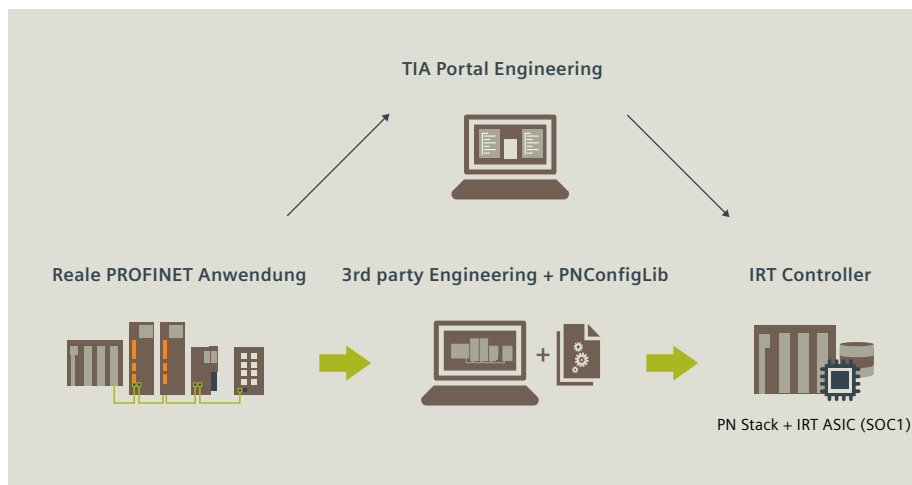 TIA Portal Engineering
Reale PROFINET Anwendung
3rd party Engineering + PNConfigLib
IRT Controller
+
PN Stack + IRT ASIC (SOC1)